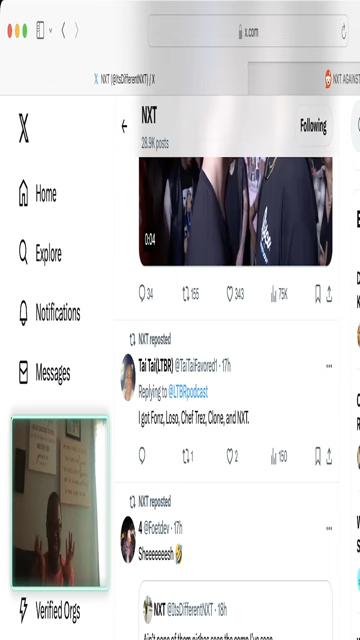 x.com
X NXT (@ItsDifferentNXT) / X
NXT AGAINST
NXT
28.9K posts
Following
Home
Explore
Notifications
Messages
Verified Orgs
0:04
34
155
343
75K
NXT reposted
Tai Tai(LTBR) @TaiTaiFavored1 · 17h
Replying to @LTBRpodcast
I got Fonz, Loso, Chef Trez, Clone, and NXT.
1
2
150
NXT reposted
4 @Foetdev · 17h
Sheeeeeesh 🤣
NXT @ItsDifferentNXT · 18h